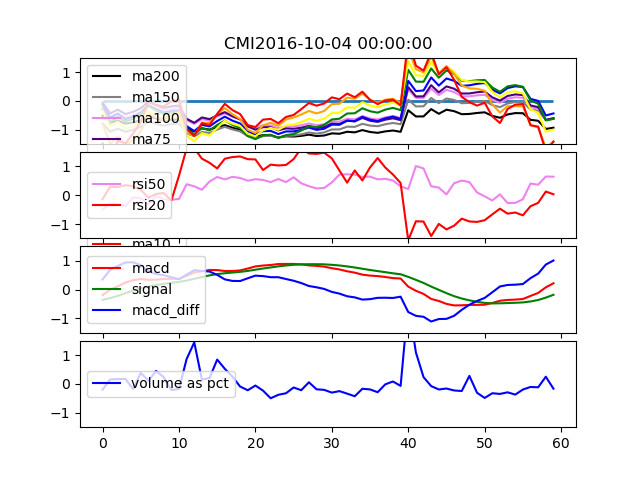 CMI2016-10-04 00:00:00
1
0
−1
ma200
ma150
ma100
ma75
1
0
−1
rsi50
rsi20
ma10
1
0
−1
macd
signal
macd_diff
1
0
−1
volume as pct
0 10 20 30 40 50 60